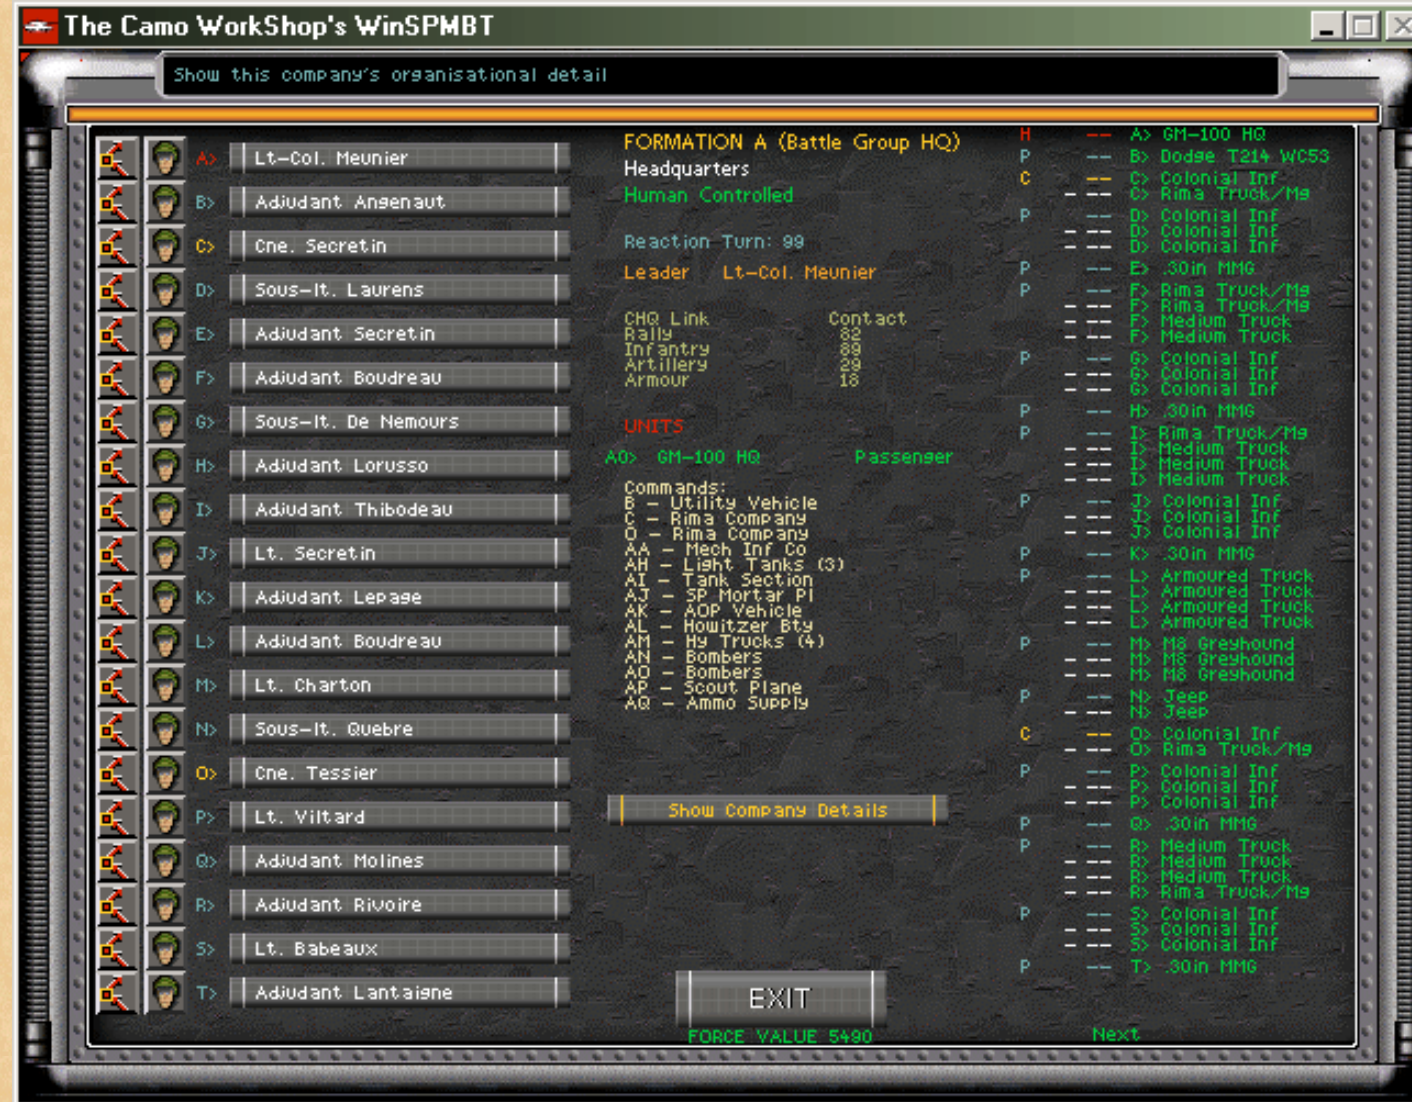 The Camo WorkShop's WinSPMBT
Show this company's organisational detail
A> Lt-Col. Meunier
B> Adjudant Angenaut
C> Cne. Secretin
D> Sous-lt. Laurens
E> Adjudant Secretin
F> Adjudant Boudreau
G> Sous-lt. De Nemours
H> Adjudant Lorusso
I> Adjudant Thibodeau
J> Lt. Secretin
K> Adjudant Lepage
L> Adjudant Boudreau
M> Lt. Charton
N> Sous-lt. Quebre
O> Cne. Tessier
P> Lt. Viltard
Q> Adjudant Molines
R> Adjudant Rivoire
S> Lt. Babeaux
T> Adjudant Lantaigne
FORMATION A (Battle Group HQ)
Headquarters
Human Controlled
Reaction Turn: 99
Leader Lt-Col. Meunier
CHQ Link Contact
Rally 82
Infantry 89
Artillery 29
Armour 18
UNITS
A0> GM-100 HQ Passenger
Commands:
B - Utility Vehicle
C - Rima Company
O - Rima Company
AA - Mech Inf Co
AH - Light Tanks (3)
AI - Tank Section
AJ - SP Mortar Pl
AK - AOP Vehicle
AL - Howitzer Bty
AM - Hy Trucks (4)
AN - Bombers
AO - Bombers
AP - Scout Plane
AQ - Ammo Supply
Show Company Details
EXIT
FORCE VALUE 5490
H -- A> GM-100 HQ
P -- B> Dodge T214 WC53
C -- C> Colonial Inf
-- C> Rima Truck/Mg
P -- D> Colonial Inf
-- D> Colonial Inf
-- D> Colonial Inf
P -- E> .30in MMG
P -- F> Rima Truck/Mg
-- F> Rima Truck/Mg
-- F> Medium Truck
-- F> Medium Truck
P -- G> Colonial Inf
-- G> Colonial Inf
-- G> Colonial Inf
P -- H> .30in MMG
P -- I> Rima Truck/Mg
-- I> Medium Truck
-- I> Medium Truck
-- I> Medium Truck
P -- J> Colonial Inf
-- J> Colonial Inf
-- J> Colonial Inf
P -- K> .30in MMG
P -- L> Armoured Truck
-- L> Armoured Truck
-- L> Armoured Truck
-- L> Armoured Truck
P -- M> M8 Greyhound
-- M> M8 Greyhound
-- M> M8 Greyhound
P -- N> Jeep
-- N> Jeep
C -- O> Colonial Inf
-- O> Rima Truck/Mg
P -- P> Colonial Inf
-- P> Colonial Inf
-- P> Colonial Inf
P -- Q> .30in MMG
P -- R> Medium Truck
-- R> Medium Truck
-- R> Medium Truck
-- R> Rima Truck/Mg
P -- S> Colonial Inf
-- S> Colonial Inf
-- S> Colonial Inf
P -- T> .30in MMG
Next